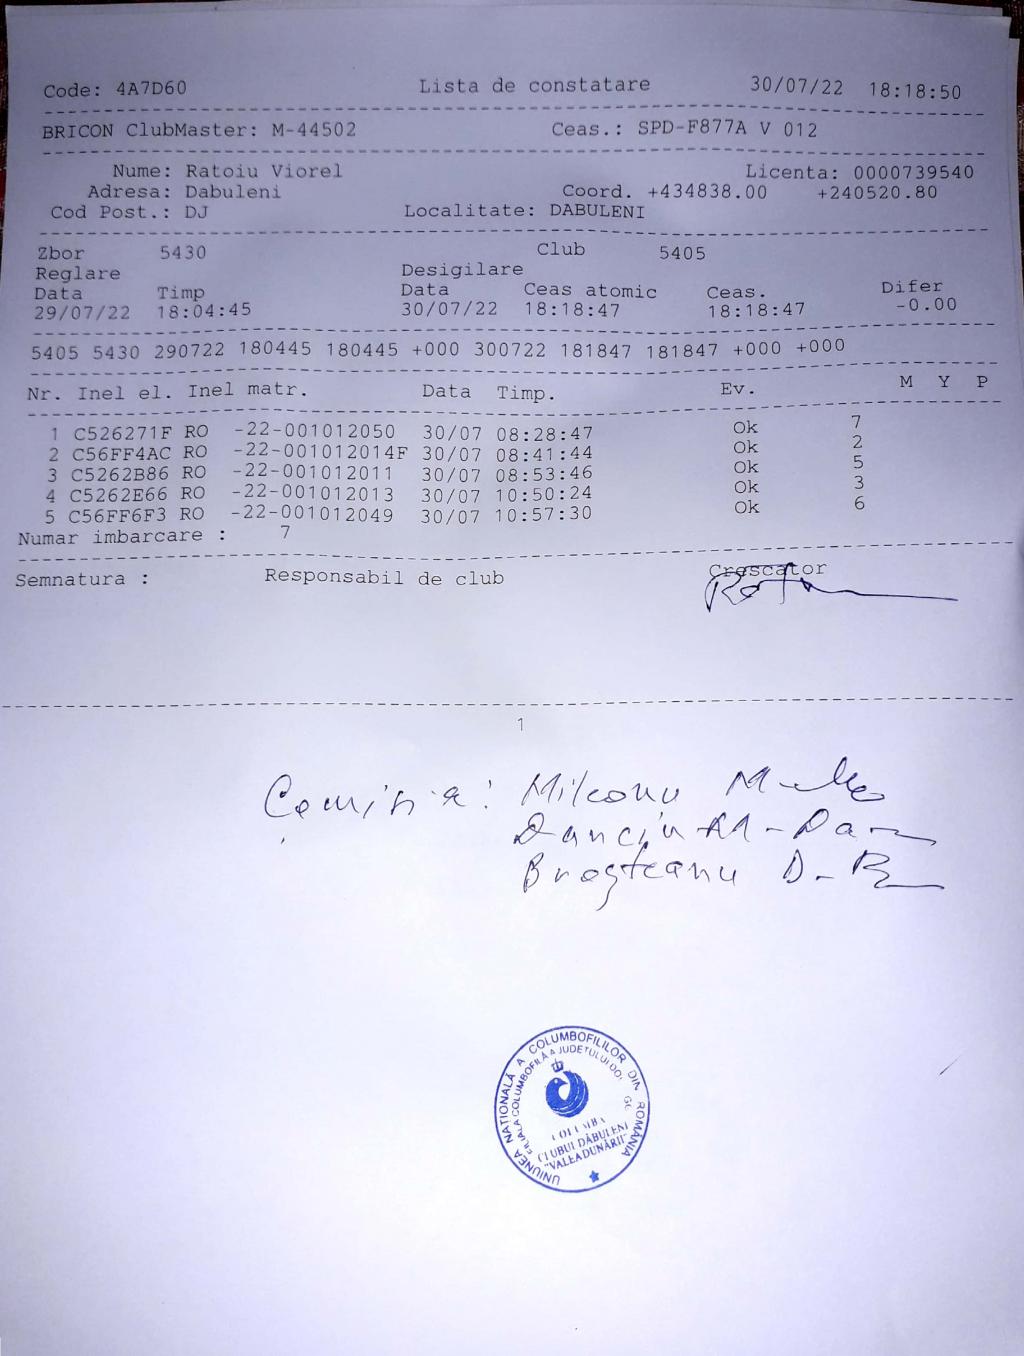 Code: 4A7D60 Lista de constatare 30/07/22 18:18:50
BRICON ClubMaster: M-44502 Ceas.: SPD-F877A V 012
Nume: Ratoiu Viorel Licenta: 0000739540
Adresa: Dabuleni Coord. +434838.00 +240520.80
Cod Post.: DJ Localitate: DABULENI
Zbor 5430 Club 5405
Reglare Desigilare
Data Timp Data Ceas atomic Ceas. Difer
29/07/22 18:04:45 30/07/22 18:18:47 18:18:47 -0.00
5405 5430 290722 180445 180445 +000 300722 181847 181847 +000 +000
Nr. Inel el. Inel matr. Data Timp. Ev. M Y P
1 C526271F RO -22-001012050 30/07 08:28:47 Ok 7
2 C56FF4AC RO -22-001012014F 30/07 08:41:44 Ok 2
3 C5262B86 RO -22-001012011 30/07 08:53:46 Ok 5
4 C5262E66 RO -22-001012013 30/07 10:50:24 Ok 3
5 C56FF6F3 RO -22-001012049 30/07 10:57:30 Ok 6
Numar imbarcare : 7
Semnatura : Responsabil de club Crescator
1
Comisia: Milcomu M-
Danciu M-
Broșteanu D-
UNIUNEA NAȚIONALĂ A COLUMBOFILILOR DIN ROMÂNIA
FILIALA COLUMBOFILĂ A JUDEȚULUI DOLJ
COLUMBA
CLUBUL DĂBULENI
"VALEA DUNĂRII"